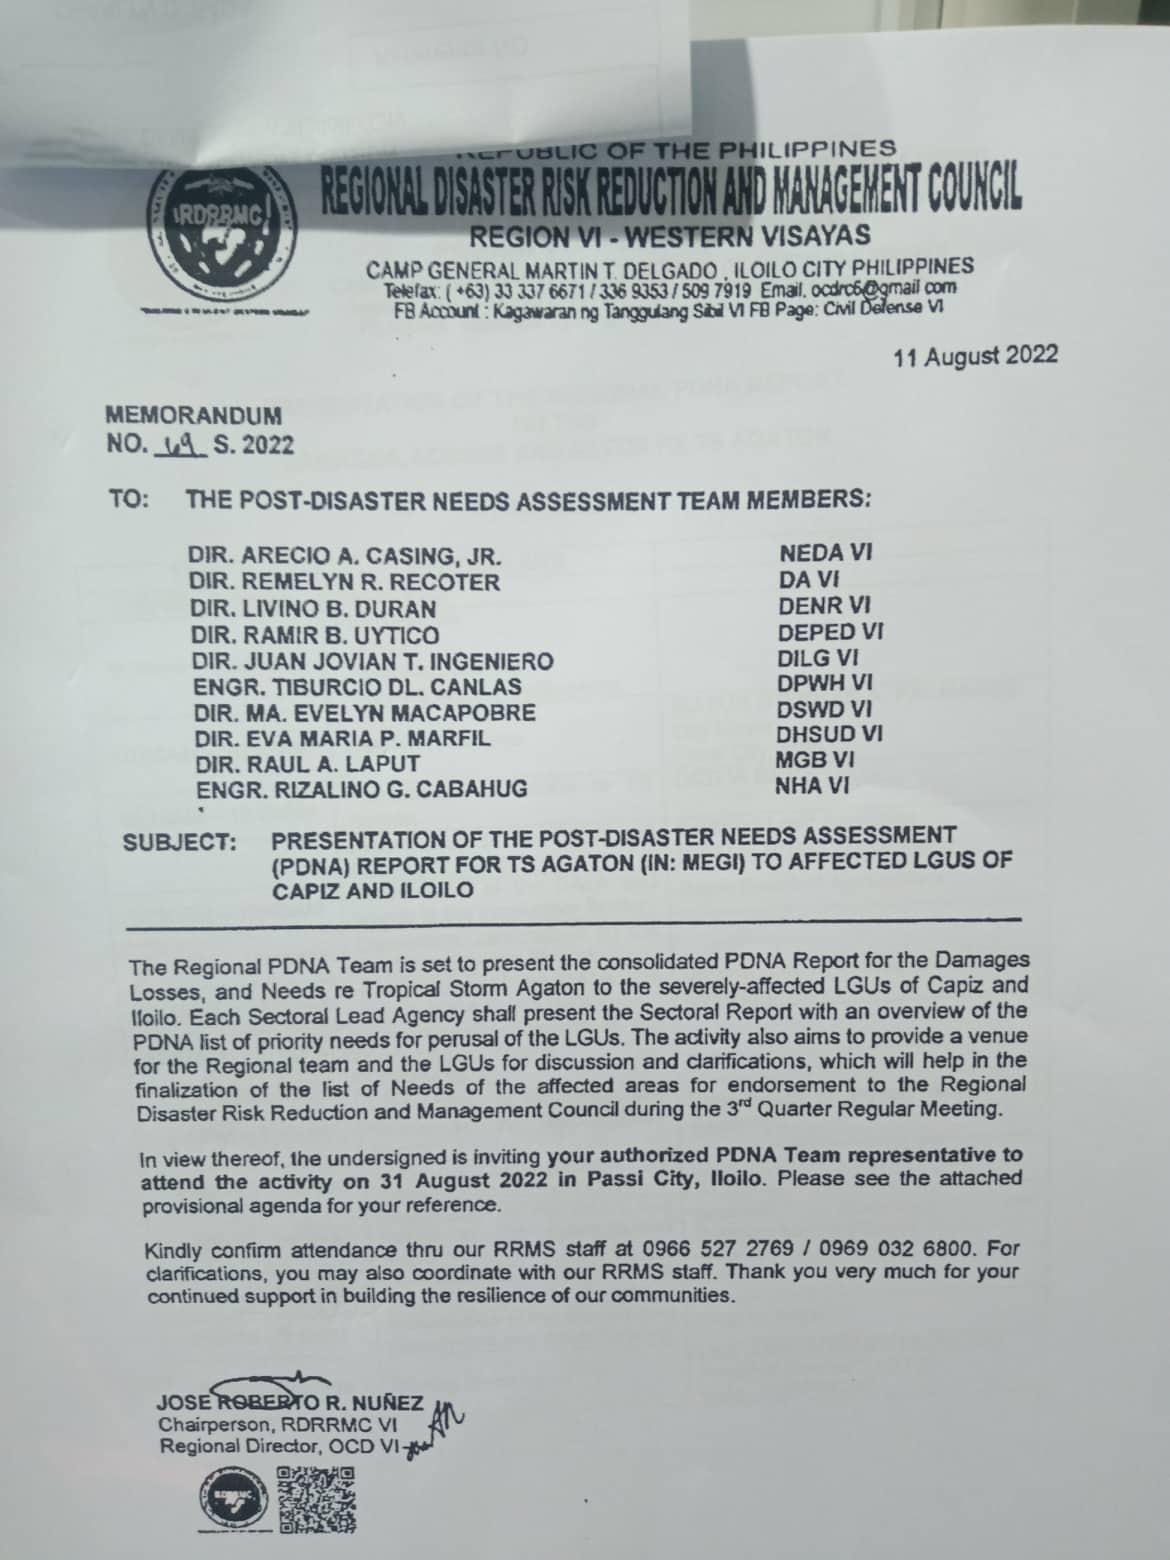 REPUBLIC OF THE PHILIPPINES
REGIONAL DISASTER RISK REDUCTION AND MANAGEMENT COUNCIL
REGION VI - WESTERN VISAYAS
CAMP GENERAL MARTIN T. DELGADO , ILOILO CITY PHILIPPINES
Telefax: ( +63) 33 337 6671 / 336 9353 / 509 7919 Email. ocdrc6@gmail com
FB Account : Kagawaran ng Tanggulang Sibil VI FB Page: Civil Defense VI
RDRRMC
11 August 2022
MEMORANDUM
NO. 69 S. 2022
TO: THE POST-DISASTER NEEDS ASSESSMENT TEAM MEMBERS:
DIR. ARECIO A. CASING, JR. NEDA VI
DIR. REMELYN R. RECOTER DA VI
DIR. LIVINO B. DURAN DENR VI
DIR. RAMIR B. UYTICO DEPED VI
DIR. JUAN JOVIAN T. INGENIERO DILG VI
ENGR. TIBURCIO DL. CANLAS DPWH VI
DIR. MA. EVELYN MACAPOBRE DSWD VI
DIR. EVA MARIA P. MARFIL DHSUD VI
DIR. RAUL A. LAPUT MGB VI
ENGR. RIZALINO G. CABAHUG NHA VI
SUBJECT: PRESENTATION OF THE POST-DISASTER NEEDS ASSESSMENT
(PDNA) REPORT FOR TS AGATON (IN: MEGI) TO AFFECTED LGUS OF
CAPIZ AND ILOILO
The Regional PDNA Team is set to present the consolidated PDNA Report for the Damages
Losses, and Needs re Tropical Storm Agaton to the severely-affected LGUs of Capiz and
Iloilo. Each Sectoral Lead Agency shall present the Sectoral Report with an overview of the
PDNA list of priority needs for perusal of the LGUs. The activity also aims to provide a venue
for the Regional team and the LGUs for discussion and clarifications, which will help in the
finalization of the list of Needs of the affected areas for endorsement to the Regional
Disaster Risk Reduction and Management Council during the 3rd Quarter Regular Meeting.
In view thereof, the undersigned is inviting your authorized PDNA Team representative to
attend the activity on 31 August 2022 in Passi City, Iloilo. Please see the attached
provisional agenda for your reference.
Kindly confirm attendance thru our RRMS staff at 0966 527 2769 / 0969 032 6800. For
clarifications, you may also coordinate with our RRMS staff. Thank you very much for your
continued support in building the resilience of our communities.
JOSE ROBERTO R. NUÑEZ
Chairperson, RDRRMC VI
Regional Director, OCD VI
RDRRMC